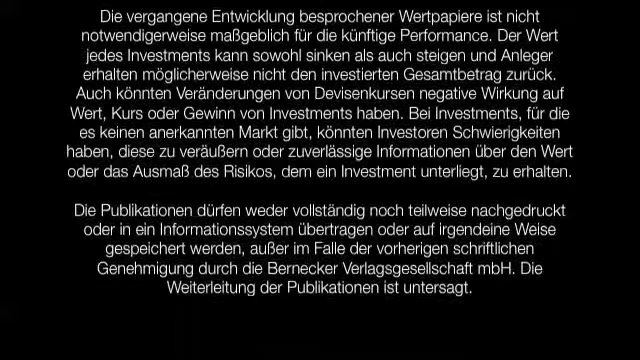 Die vergangene Entwicklung besprochener Wertpapiere ist nicht
notwendigerweise maßgeblich für die künftige Performance. Der Wert
jedes Investments kann sowohl sinken als auch steigen und Anleger
erhalten möglicherweise nicht den investierten Gesamtbetrag zurück.
Auch könnten Veränderungen von Devisenkursen negative Wirkung auf
Wert, Kurs oder Gewinn von Investments haben. Bei Investments, für die
es keinen anerkannten Markt gibt, könnten Investoren Schwierigkeiten
haben, diese zu veräußern oder zuverlässige Informationen über den Wert
oder das Ausmaß des Risikos, dem ein Investment unterliegt, zu erhalten.
Die Publikationen dürfen weder vollständig noch teilweise nachgedruckt
oder in ein Informationssystem übertragen oder auf irgendeine Weise
gespeichert werden, außer im Falle der vorherigen schriftlichen
Genehmigung durch die Bernecker Verlagsgesellschaft mbH. Die
Weiterleitung der Publikationen ist untersagt.